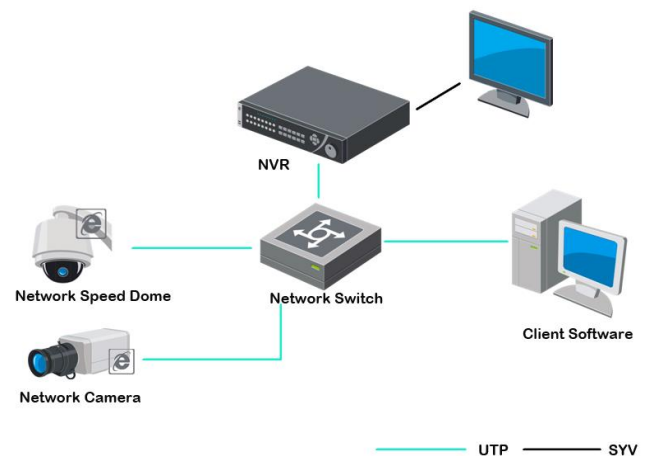 NVR
Network Speed Dome
Network Switch
Client Software
Network Camera
UTP
SYV